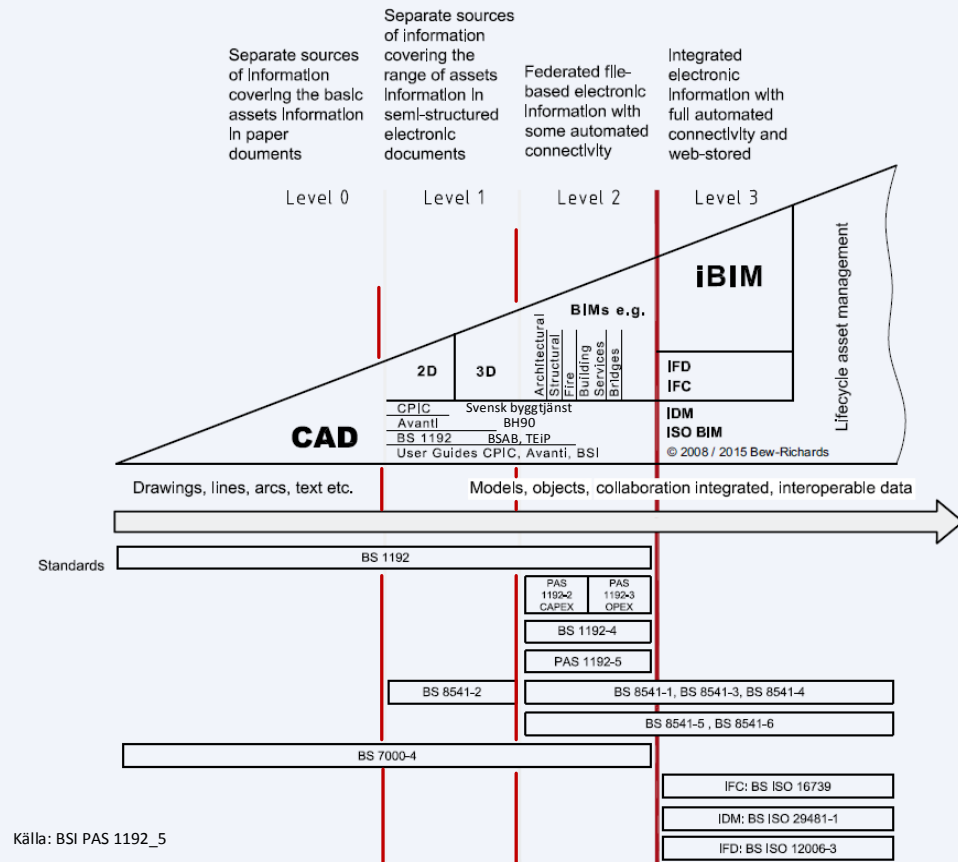 Separate sources
of Information
covering the basic
assets Information
in paper
douments
Separate sources
of information
covering the
range of assets
Information in
semi-structured
electronic
documents
Federated file-
based electronic
Information with
some automated
connectivity
Integrated
electronic
Information with
full automated
connectivity and
web-stored
Level 0
Level 1
Level 2
Level 3
CAD
2D
3D
BIMs e.g.
Architectural
Structural
Fire
Building
Services
Bridges
iBIM
IFD
IFC
IDM
ISO BIM
© 2008 / 2015 Bew-Richards
Lifecycle asset management
CPIC
Svensk byggtjänst
Avanti
BH90
BS 1192
BSAB, TEiP
User Guides CPIC, Avanti, BSI
Drawings, lines, arcs, text etc.
Models, objects, collaboration integrated, interoperable data
Standards
BS 1192
PAS
1192-2
CAPEX
PAS
1192-3
OPEX
BS 1192-4
PAS 1192-5
BS 8541-2
BS 8541-1, BS 8541-3, BS 8541-4
BS 8541-5 , BS 8541-6
BS 7000-4
IFC: BS ISO 16739
IDM: BS ISO 29481-1
IFD: BS ISO 12006-3
Källa: BSI PAS 1192_5